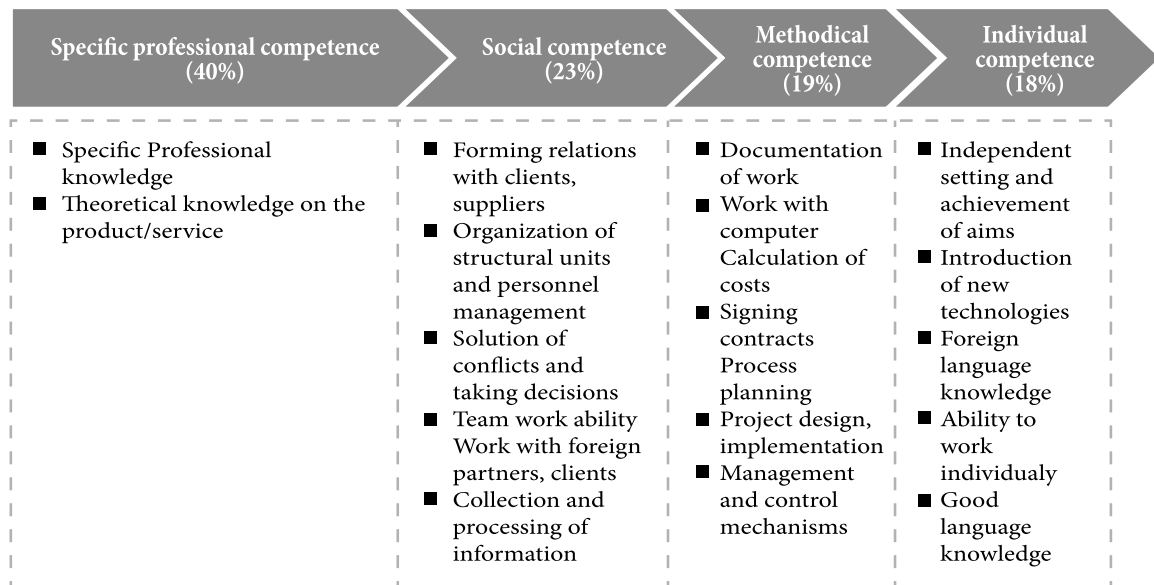 Specific professional competence
(40%)
Social competence
(23%)
Methodical
competence
(19%)
Individual
competence
(18%)
■ Specific Professional
knowledge
■ Theoretical knowledge on the
product/service
■ Forming relations
with clients,
suppliers
■ Organization of
structural units
and personnel
management
■ Solution of
conflicts and
taking decisions
■ Team work ability
Work with foreign
partners, clients
■ Collection and
processing of
information
■ Documentation
of work
■ Work with
computer
Calculation of
costs
■ Signing
contracts
Process
planning
■ Project design,
implementation
■ Management
and control
mechanisms
■ Independent
setting and
achievement
of aims
■ Introduction
of new
technologies
■ Foreign
language
knowledge
■ Ability to
work
individualy
■ Good
language
knowledge